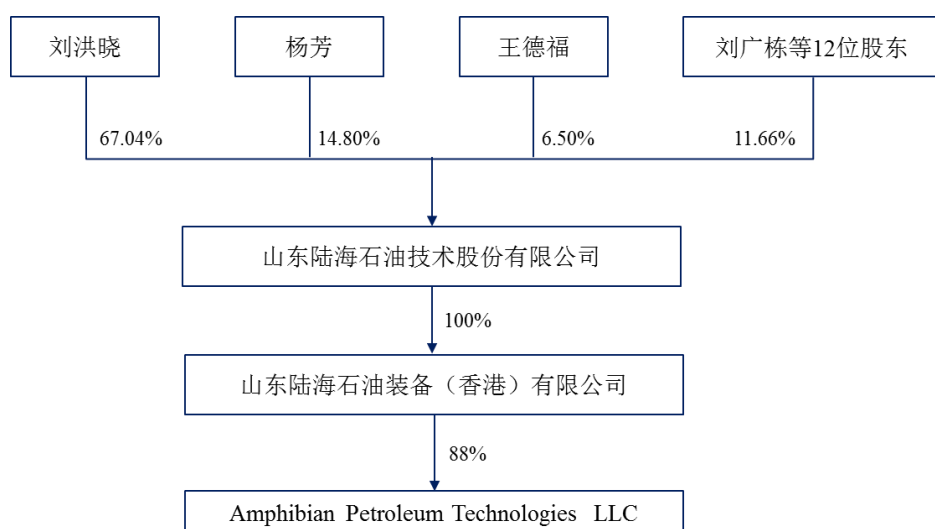 刘洪晓
杨芳
王德福
刘广栋等12位股东
67.04%
14.80%
6.50%
11.66%
山东陆海石油技术股份有限公司
100%
山东陆海石油装备（香港）有限公司
88%
Amphibian Petroleum Technologies LLC